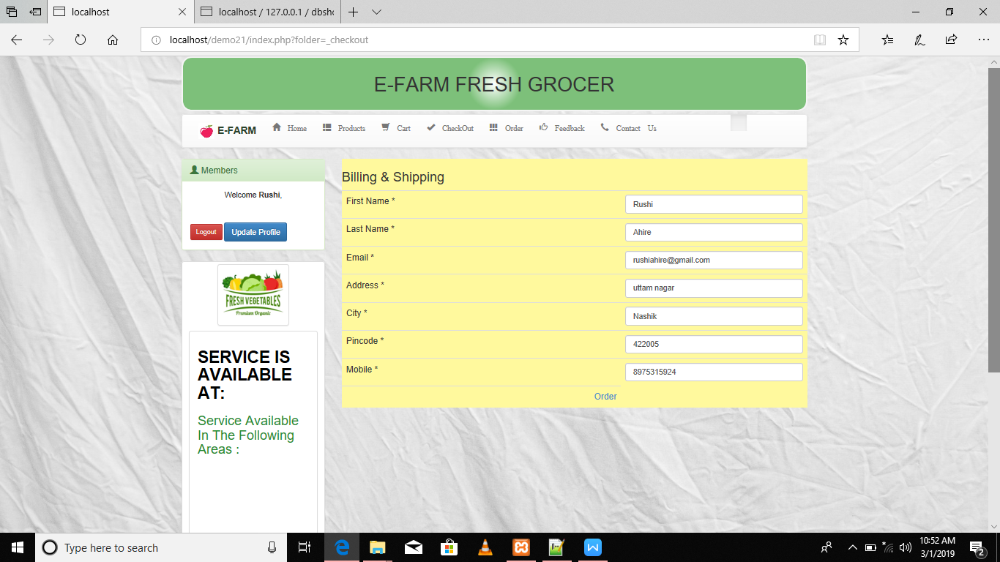 localhost
localhost / 127.0.0.1 / dbsho
localhost/demo21/index.php?folder=_checkout
E-FARM FRESH GROCER
E-FARM Home Products Cart CheckOut Order Feedback Contact Us
Members
Welcome Rushi,
Logout Update Profile
FRESH VEGETABLES
Premium Organic
SERVICE IS
AVAILABLE
AT:
Service Available
In The Following
Areas :
Billing & Shipping
First Name * Rushi
Last Name * Ahire
Email * rushiahire@gmail.com
Address * uttam nagar
City * Nashik
Pincode * 422005
Mobile * 8975315924
Order
Type here to search
10:52 AM
3/1/2019
2